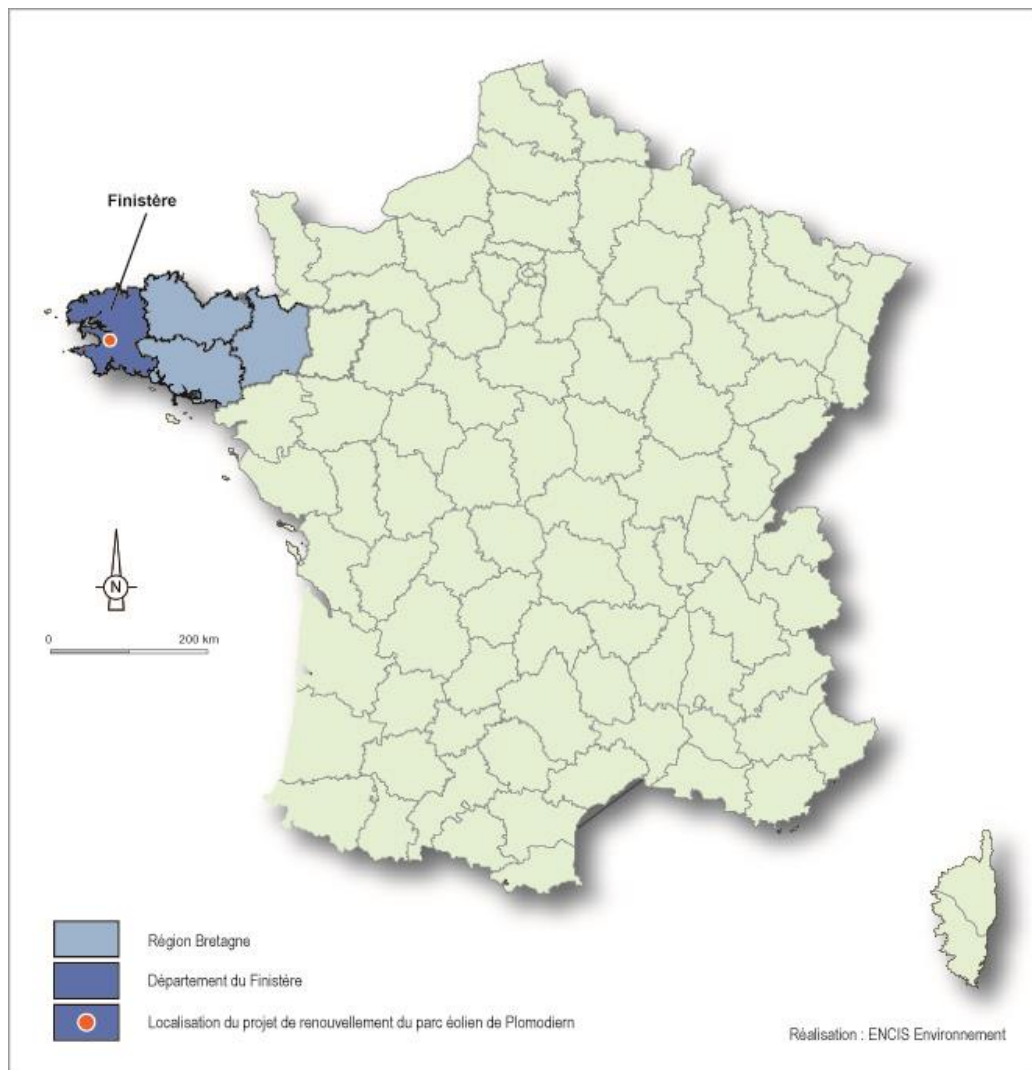 Finistère
N
0 200 km
Région Bretagne
Département du Finistère
Localisation du projet de renouvellement du parc éolien de Plomodiern
Réalisation : ENCIS Environnement